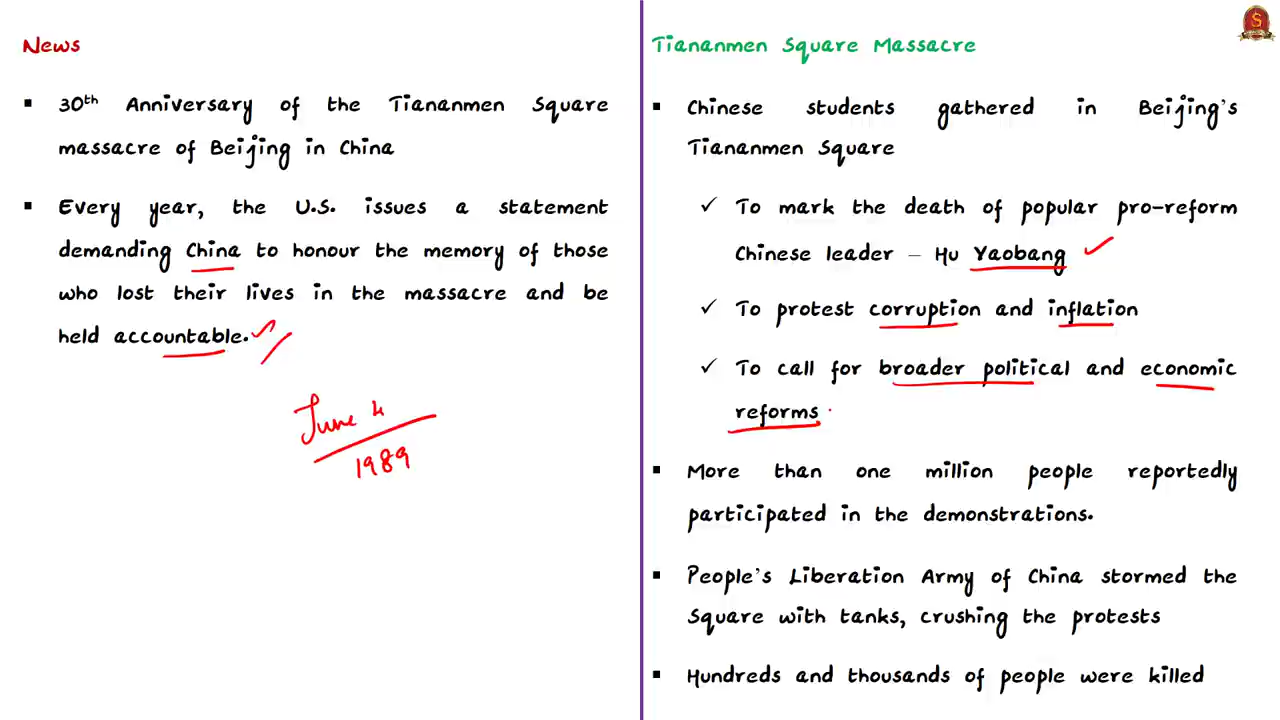 News
▪ 30th Anniversary of the Tiananmen Square
massacre of Beijing in China
▪ Every year, the U.S. issues a statement
demanding China to honour the memory of those
who lost their lives in the massacre and be
held accountable.
June 4
1989
Tiananmen Square Massacre
▪ Chinese students gathered in Beijing's
Tiananmen Square
✓ To mark the death of popular pro-reform
Chinese leader – Hu Yaobang
✓ To protest corruption and inflation
✓ To call for broader political and economic
reforms
▪ More than one million people reportedly
participated in the demonstrations.
▪ People's Liberation Army of China stormed the
Square with tanks, crushing the protests
▪ Hundreds and thousands of people were killed